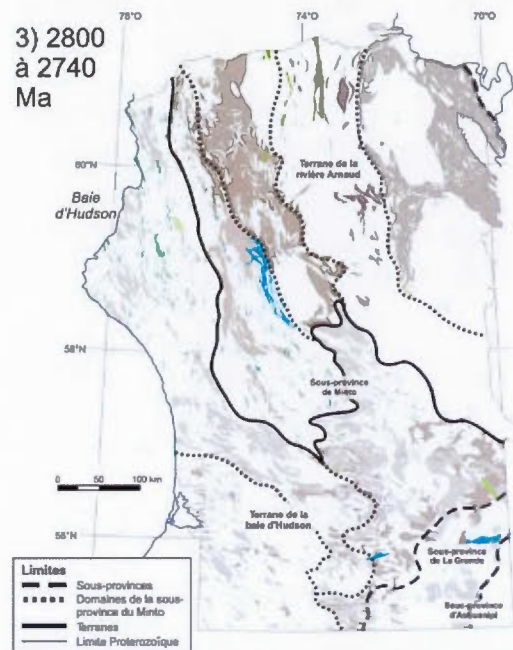 3) 2800
à 2740
Ma
78°O
74°O
70°O
60°N
58°N
56°N
Baie
d'Hudson
Terrane de la
rivière Arnaud
Sous-province
de Minto
0 50 100 km
Terrane de la
baie d'Hudson
Sous-province
de La Grande
Sous-province
d'Ashuanipi
Limites
Sous-provinces
Domaines de la sous-
province du Minto
Terranes
Limite Protérozoïque